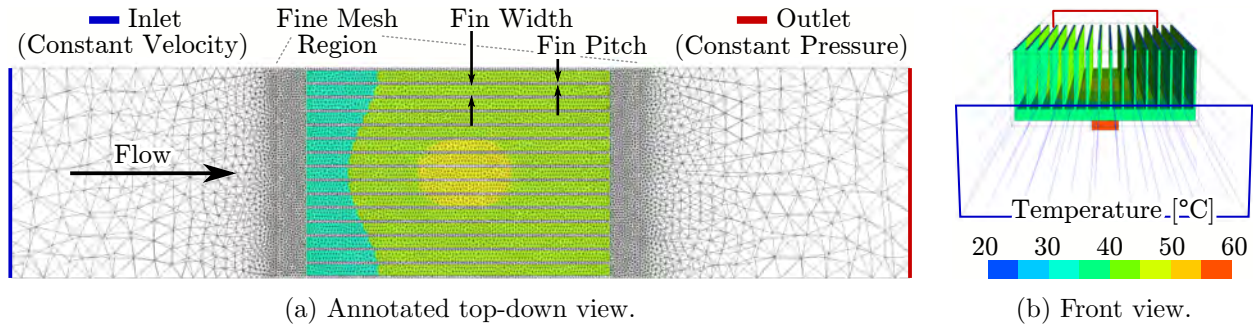 Inlet
(Constant Velocity)
Fine Mesh
Region
Fin Width
Fin Pitch
Outlet
(Constant Pressure)
Flow
Temperature [°C]
20 30 40 50 60
(a) Annotated top-down view.
(b) Front view.